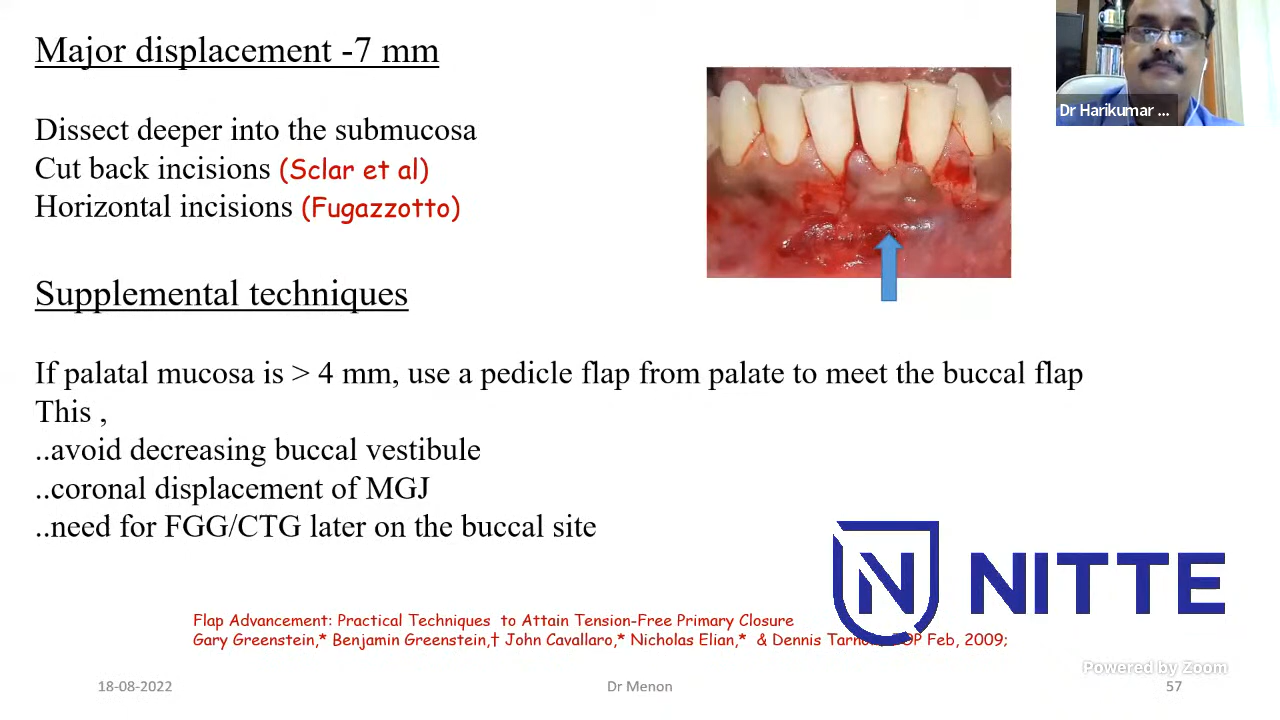 Major displacement -7 mm
Dr Harikumar ...
Dissect deeper into the submucosa
Cut back incisions (Sclar et al)
Horizontal incisions (Fugazzotto)
Supplemental techniques
If palatal mucosa is > 4 mm, use a pedicle flap from palate to meet the buccal flap
This ,
..avoid decreasing buccal vestibule
..coronal displacement of MGJ
..need for FGG/CTG later on the buccal site
N NITTE
Flap Advancement: Practical Techniques to Attain Tension-Free Primary Closure
Gary Greenstein,* Benjamin Greenstein,† John Cavallaro,* Nicholas Elian,* & Dennis Feb, 2009;
Powered by Zoom
18-08-2022
Dr Menon
57